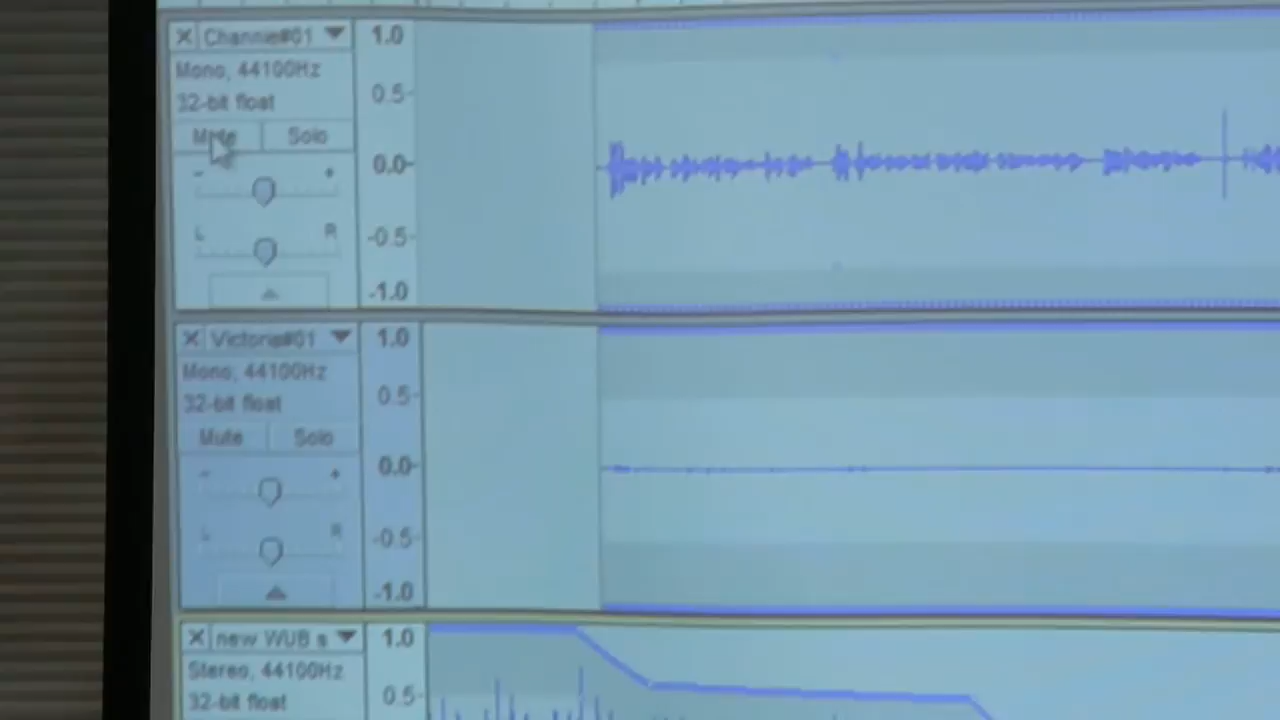 Channie#01
1.0
Mono, 44100Hz
32-bit float
0.5
Mute Solo
0.0
- +
L R
-0.5
-1.0
Victoria#01
1.0
Mono, 44100Hz
32-bit float
0.5
Mute Solo
0.0
- +
L R
-0.5
-1.0
new WUB s
1.0
Stereo, 44100Hz
32-bit float
0.5